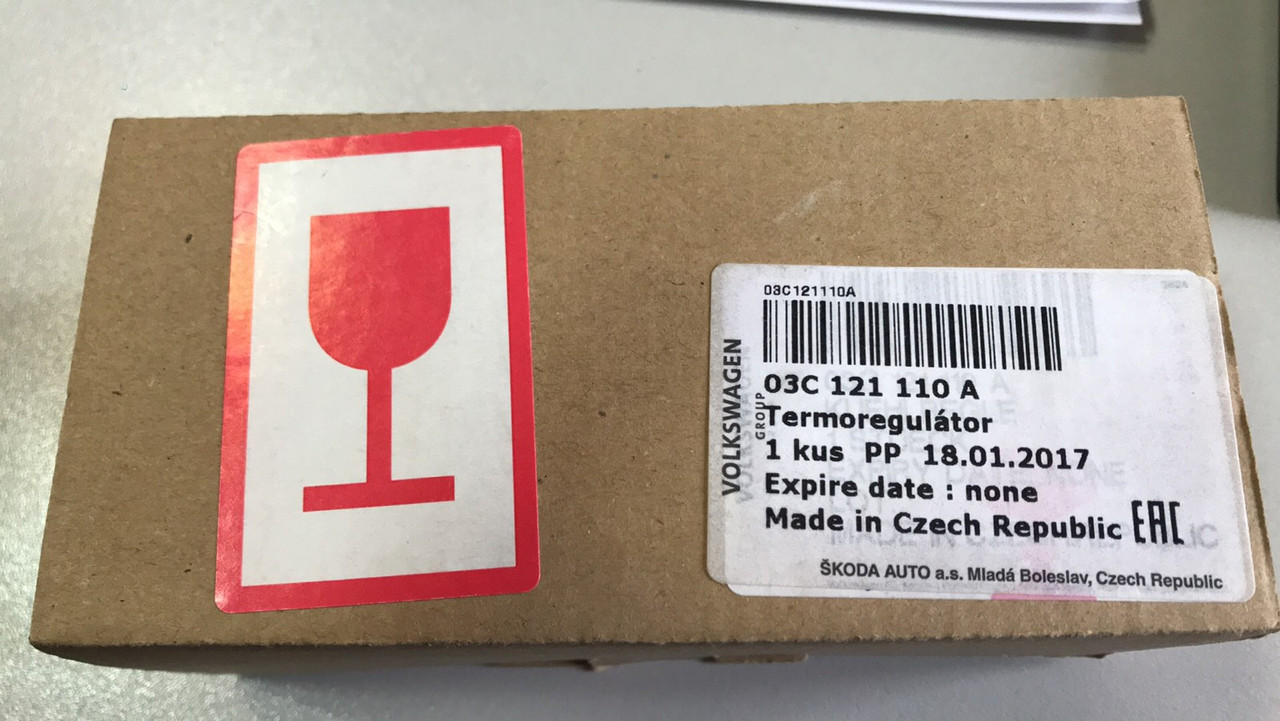 03C121110A
VOLKSWAGEN
GROUP
03C 121 110 A
Termoregulátor
1 kus PP 18.01.2017
Expire date : none
Made in Czech Republic EAC
ŠKODA AUTO a.s. Mladá Boleslav, Czech Republic